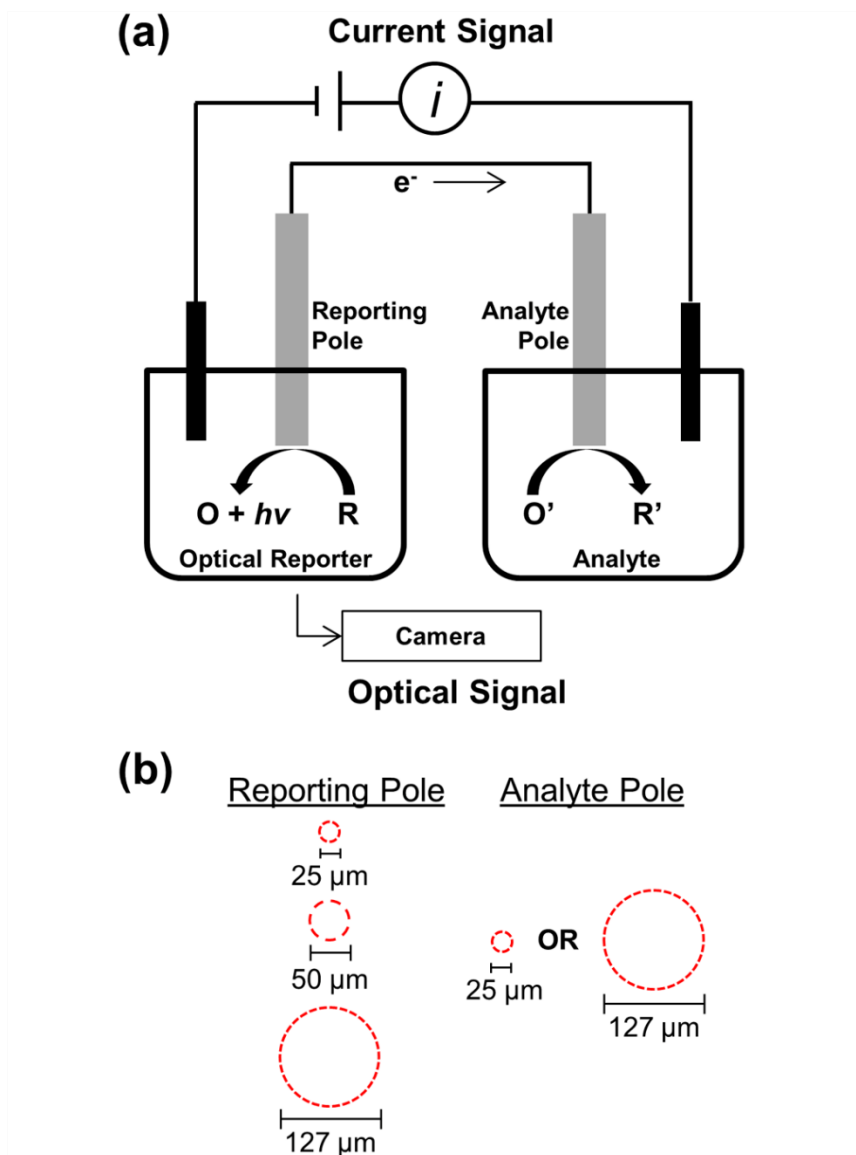 (a)
Current Signal
i
e⁻
Reporting
Pole
Analyte
Pole
O + hν
R
O'
R'
Optical Reporter
Analyte
Camera
Optical Signal
(b)
Reporting Pole
Analyte Pole
25 µm
50 µm
127 µm
25 µm
OR
127 µm